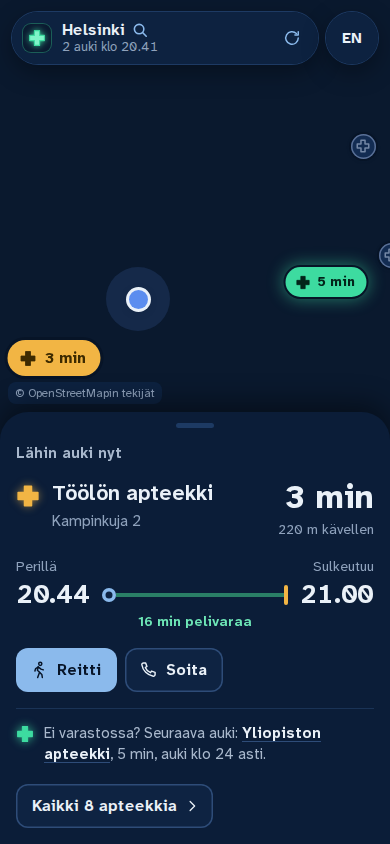 Helsinki
2 auki klo 20.41
EN
5 min
3 min
© OpenStreetMapin tekijät
Lähin auki nyt
Töölön apteekki
3 min
Kampinkuja 2
220 m kävellen
Perillä
Sulkeutuu
20.44
21.00
16 min pelivaraa
Reitti
Soita
Ei varastossa? Seuraava auki: Yliopiston
apteekki, 5 min, auki klo 24 asti.
Kaikki 8 apteekkia